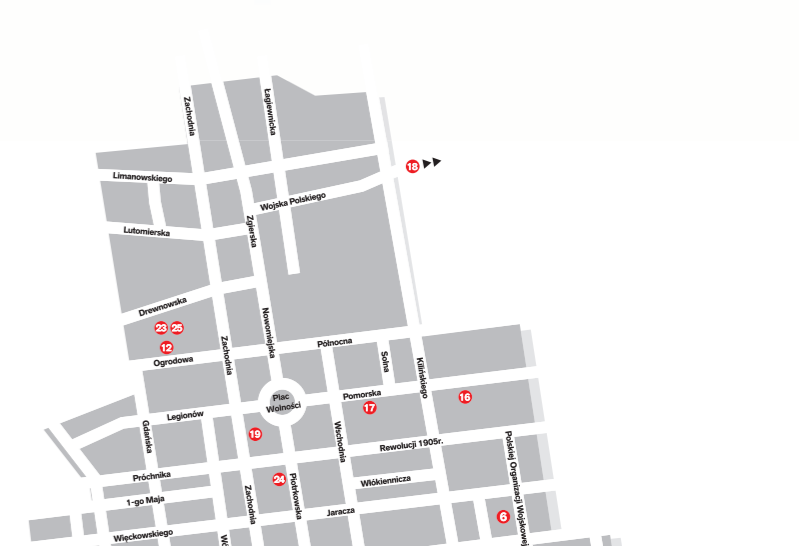 Zachodnia
Łagiewnicka
18
Limanowskiego
Wojska Polskiego
Lutomierska
Zgierska
Drewnowska
23
25
12
Ogrodowa
Zachodnia
Nowomiejska
Północna
Solna
Kilińskiego
Plac
Wolności
Pomorska
17
16
Legionów
Gdańska
19
Wschodnia
Rewolucji 1905r.
Polskiej Organizacji Wojskowej
Próchnika
24
Piotrkowska
Włókiennicza
1-go Maja
Zachodnia
Jaracza
6
Więckowskiego